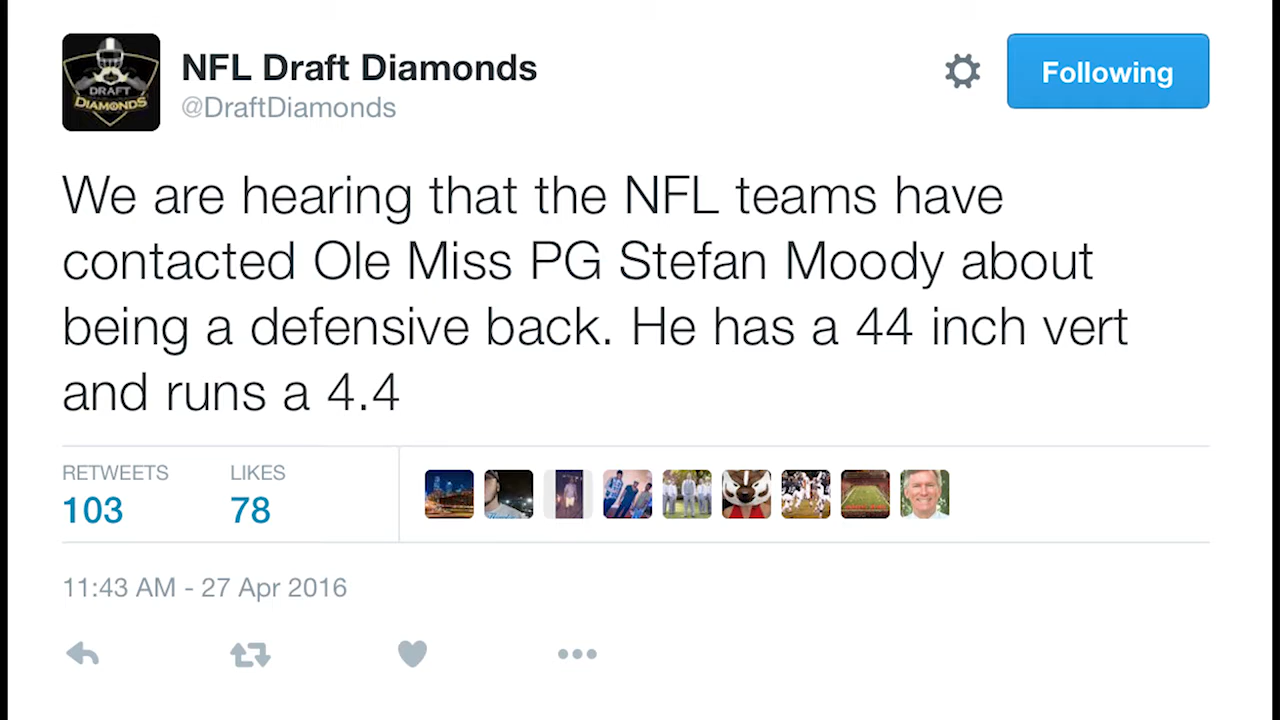 DRAFT
DIAMONDS
NFL Draft Diamonds
@DraftDiamonds
Following
We are hearing that the NFL teams have
contacted Ole Miss PG Stefan Moody about
being a defensive back. He has a 44 inch vert
and runs a 4.4
RETWEETS LIKES
103 78
11:43 AM - 27 Apr 2016